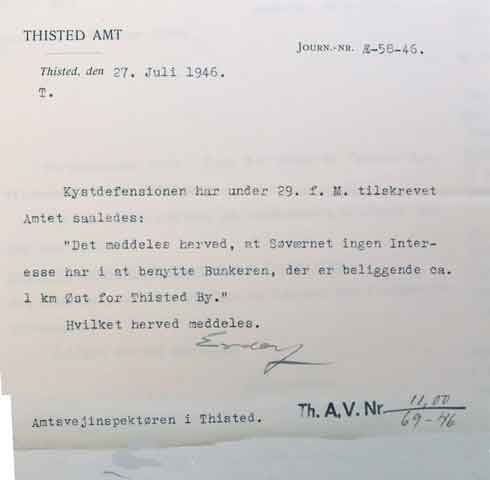 THISTED AMT
JOURN.-NR. Æ-58-46.
Thisted, den 27. Juli 1946.
T.
Kystdefensionen har under 29. f. M. tilskrevet
Amtet saaledes:
"Det meddeles herved, at Søværnet ingen Inter-
esse har i at benytte Bunkeren, der er beliggende ca.
1 km Øst for Thisted By."
Hvilket herved meddeles.
Amtsvejinspektøren i Thisted.
Th. A. V. Nr 11,00
69-46